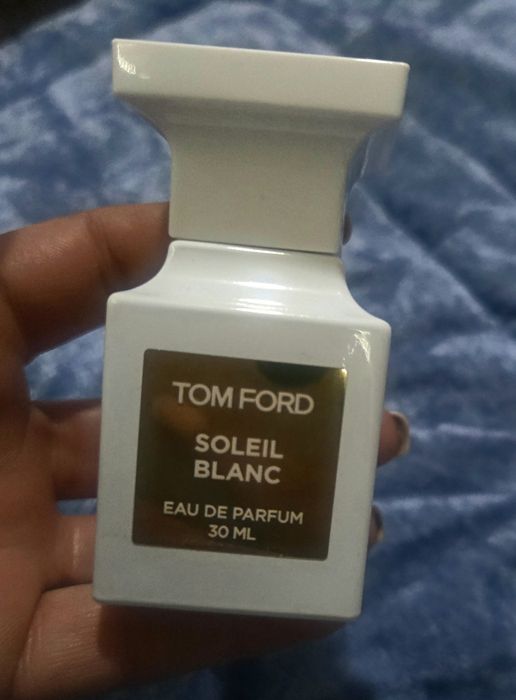 TOM FORD
SOLEIL
BLANC
EAU DE PARFUM
30 ML